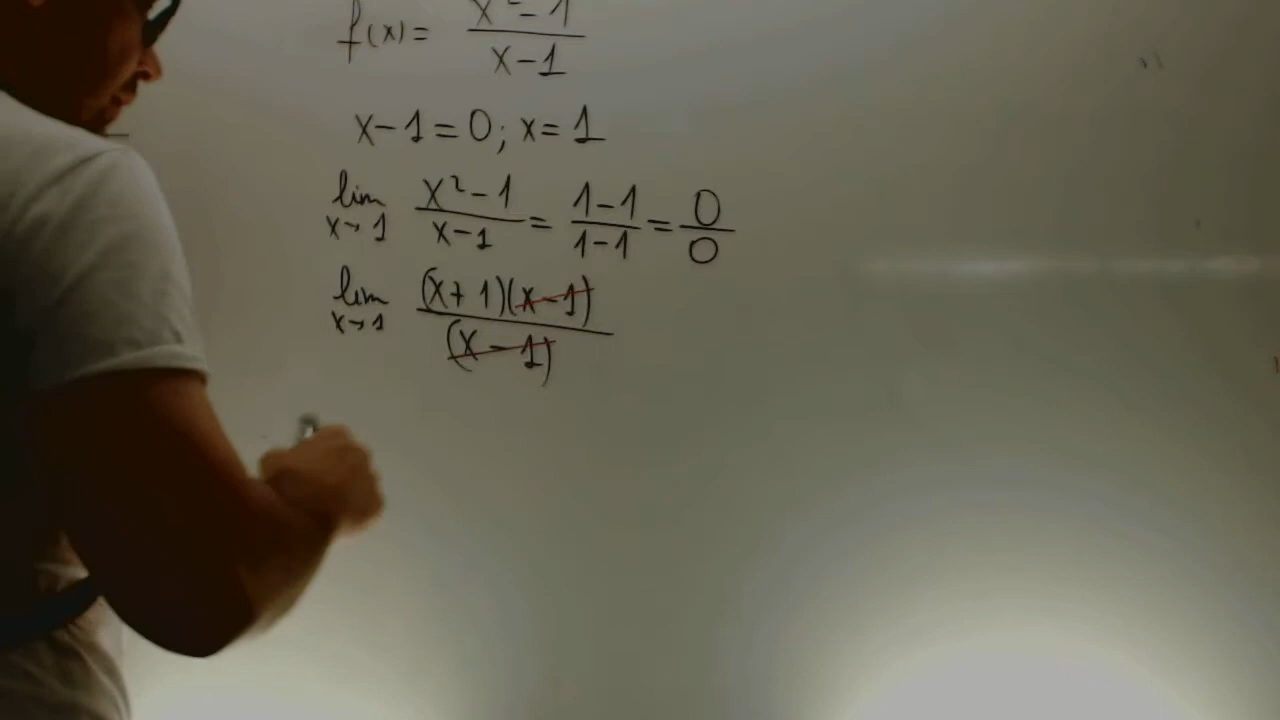 f(x) = x² - 1 / x - 1
x - 1 = 0; x = 1
lim x→1 x² - 1 / x - 1 = 1 - 1 / 1 - 1 = 0 / 0
lim x→1 (x + 1)(x - 1) / (x - 1)